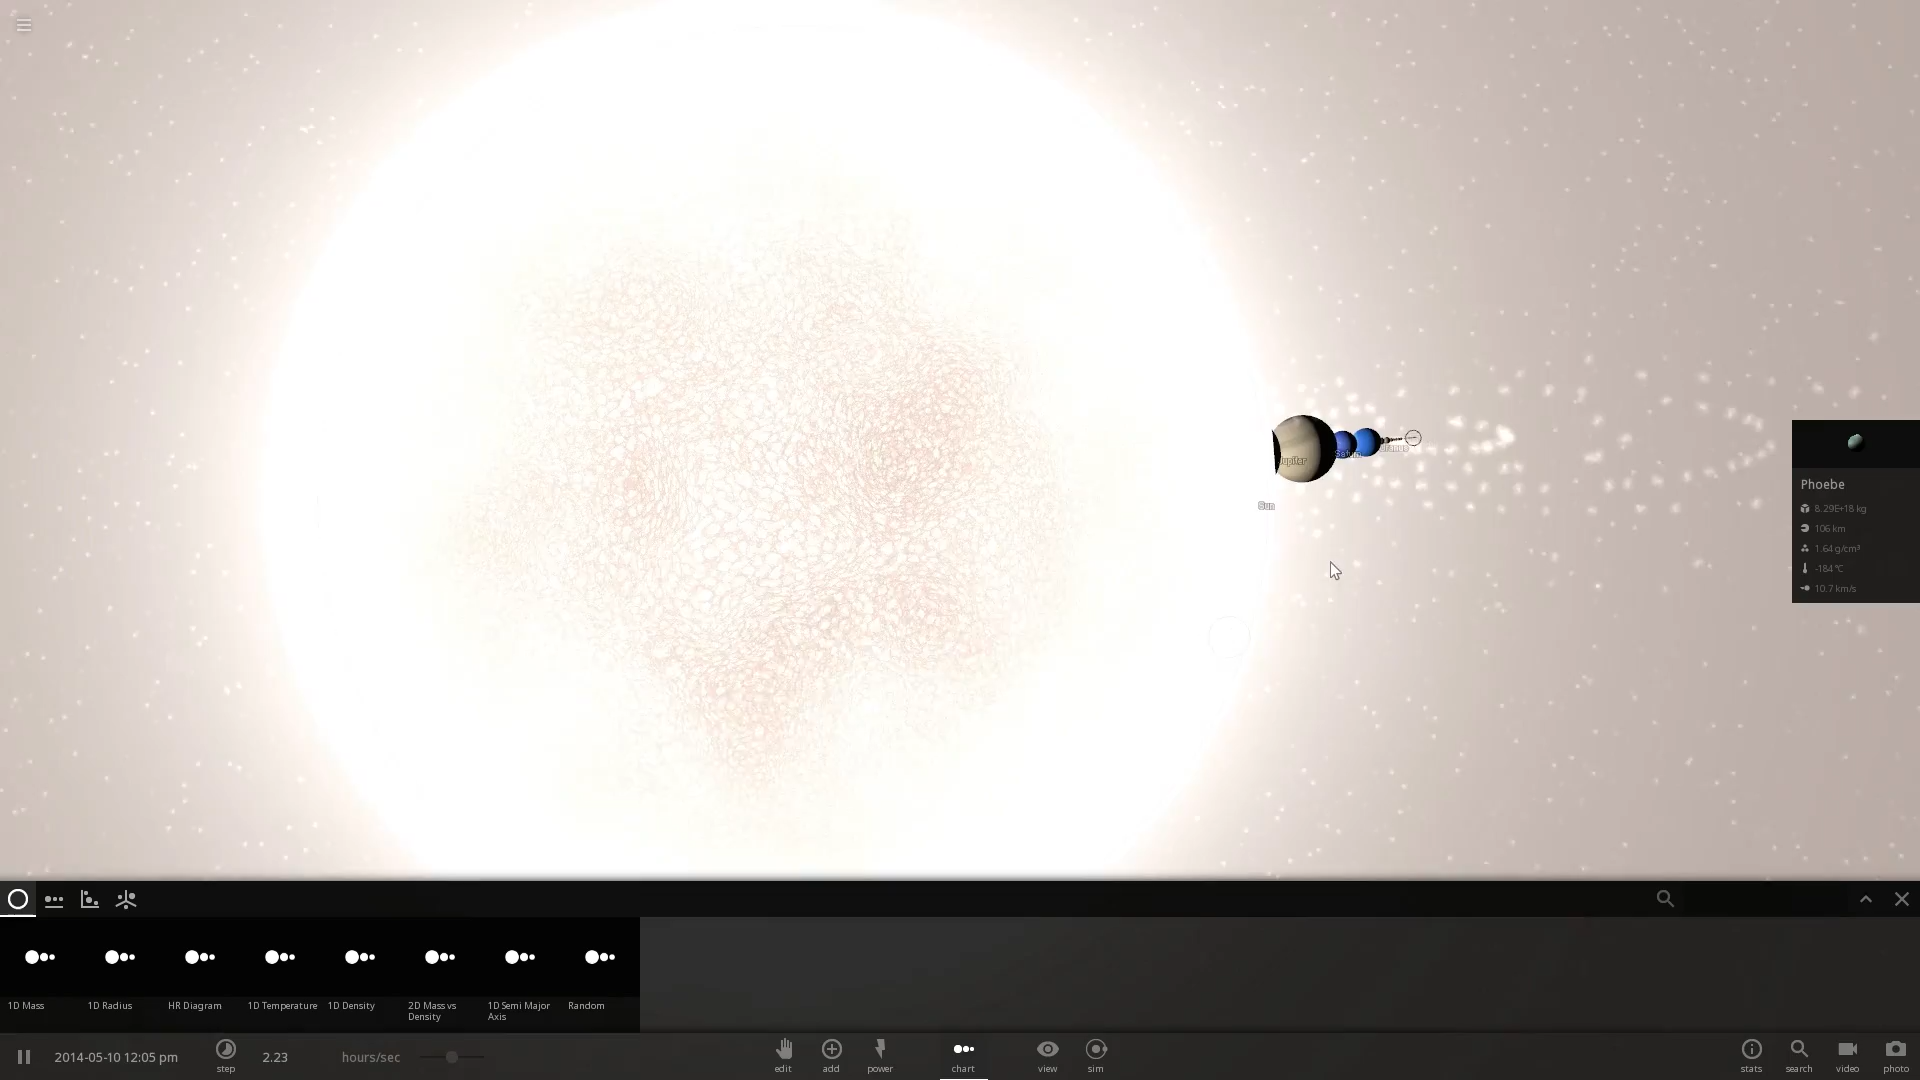 Jupiter
Saturn
Uranus
Sun
Phoebe
8.29E+18 kg
106 km
1.64 g/cm³
-184 °C
10.7 km/s
1D Mass
1D Radius
HR Diagram
1D Temperature
1D Density
2D Mass vs
Density
1D Semi Major
Axis
Random
2014-05-10 12:05 pm
step
2.23
hours/sec
edit
add
power
chart
view
sim
stats
search
video
photo